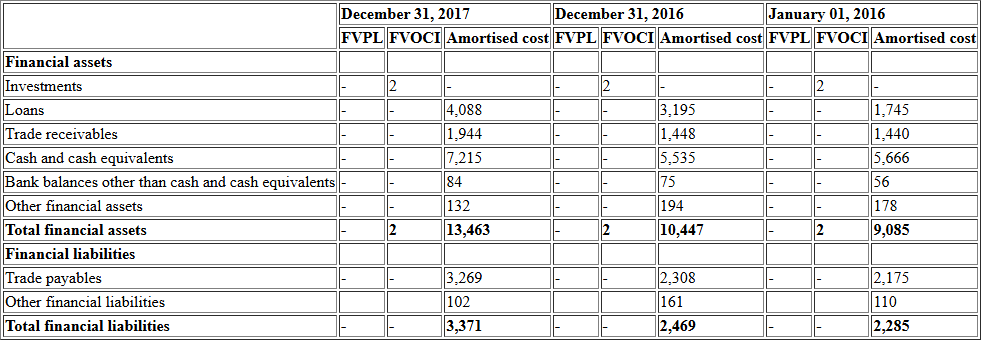 December 31, 2017 December 31, 2016 January 01, 2016
FVPL FVOCI Amortised cost FVPL FVOCI Amortised cost FVPL FVOCI Amortised cost
Financial assets
Investments - 2 - - 2 - - 2 -
Loans - - 4,088 - - 3,195 - - 1,745
Trade receivables - - 1,944 - - 1,448 - - 1,440
Cash and cash equivalents - - 7,215 - - 5,535 - - 5,666
Bank balances other than cash and cash equivalents - - 84 - - 75 - - 56
Other financial assets - - 132 - - 194 - - 178
Total financial assets - 2 13,463 - 2 10,447 - 2 9,085
Financial liabilities
Trade payables - - 3,269 - - 2,308 - - 2,175
Other financial liabilities - - 102 - - 161 - - 110
Total financial liabilities - - 3,371 - - 2,469 - - 2,285